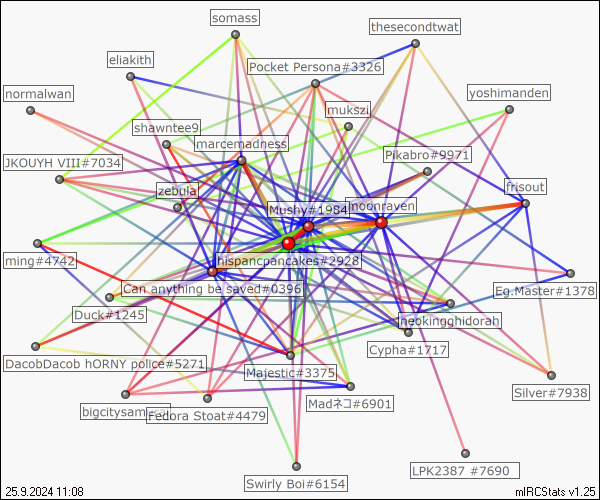 somass
thesecondtwat
eliakith
Pocket Persona#3326
normalwan
yoshimanden
mukszi
shawntee9
marcemadness
JKOUYH VIII#7034
Pikabro#9971
zebula
frisout
Mushy#1984
moonraven
ming#4742
hispancpancakes#2928
Can anything be saved#0396
Eg.Master#1378
Duck#1245
neokingghidorah
Cypha#1717
DacobDacob hORNY police#5271
Majestic#3375
Silver#7938
bigcitysam
Fedora Stoat#4479
Madネコ#6901
LPK2387 #7690
Swirly Boi#6154
25.9.2024 11:08
mIRCStats v1.25